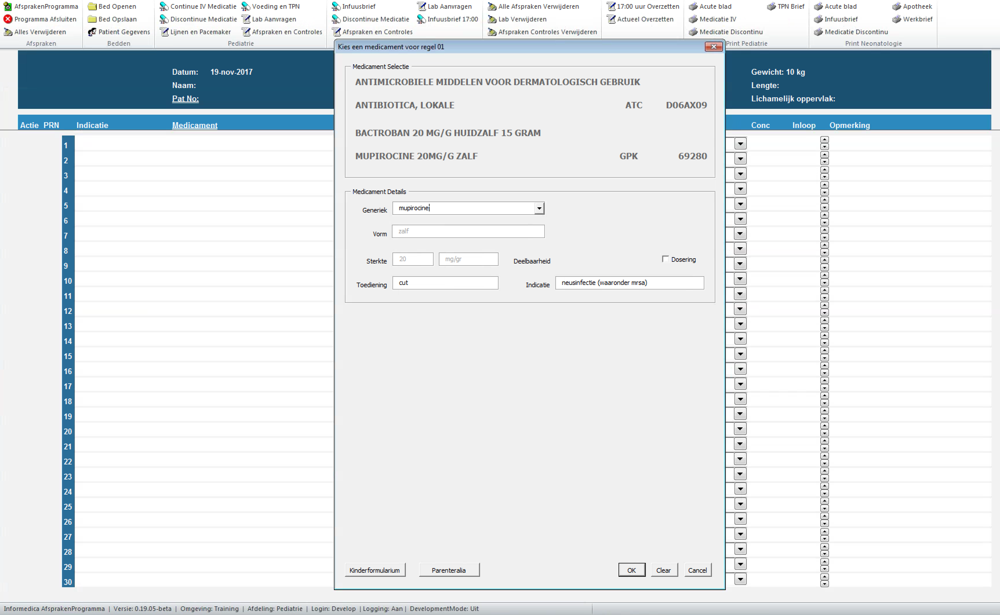 AfsprakenProgramma Bed Openen Continue IV Medicatie Voeding en TPN Infuusbrief Lab Aanvragen Alle Afspraken Verwijderen 17:00 uur Overzetten Acute blad TPN Brief Acute blad Apotheek
Programma Afsluiten Bed Opslaan Discontinue Medicatie Lab Aanvragen Discontinue Medicatie Infuusbrief 17:00 Lab Verwijderen Actueel Overzetten Medicatie IV Infuusbrief Werkbrief
Alles Verwijderen Patient Gegevens Lijnen en Pacemaker Afspraken en Controles Afspraken en Controles Afspraken Controles Verwijderen Medicatie Discontinu Medicatie Discontinu
Afspraken Bedden Pediatrie Print Pediatrie Print Neonatologie
Kies een medicament voor regel 01
Datum: 19-nov-2017
Naam:
Pat No:
Gewicht: 10 kg
Lengte:
Lichamelijk oppervlak:
Actie PRN Indicatie Medicament Conc Inloop Opmerking
Medicament Selectie
ANTIMICROBIELE MIDDELEN VOOR DERMATOLOGISCH GEBRUIK
ANTIBIOTICA, LOKALE ATC D06AX09
BACTROBAN 20 MG/G HUIDZALF 15 GRAM
MUPIROCINE 20MG/G ZALF GPK 69280
Medicament Details
Generiek mupirocine
Vorm zalf
Sterkte 20 mg/gr Deelbaarheid Dosering
Toediening cut Indicatie neusinfectie (waaronder mrsa)
Kinderformularium Parenteralia OK Clear Cancel
1
2
3
4
5
6
7
8
9
10
11
12
13
14
15
16
17
18
19
20
21
22
23
24
25
26
27
28
29
30
Informedica AfsprakenProgramma | Versie: 0.19.05-beta | Omgeving: Training | Afdeling: Pediatrie | Login: Develop | Logging: Aan | DevelopmentMode: Uit